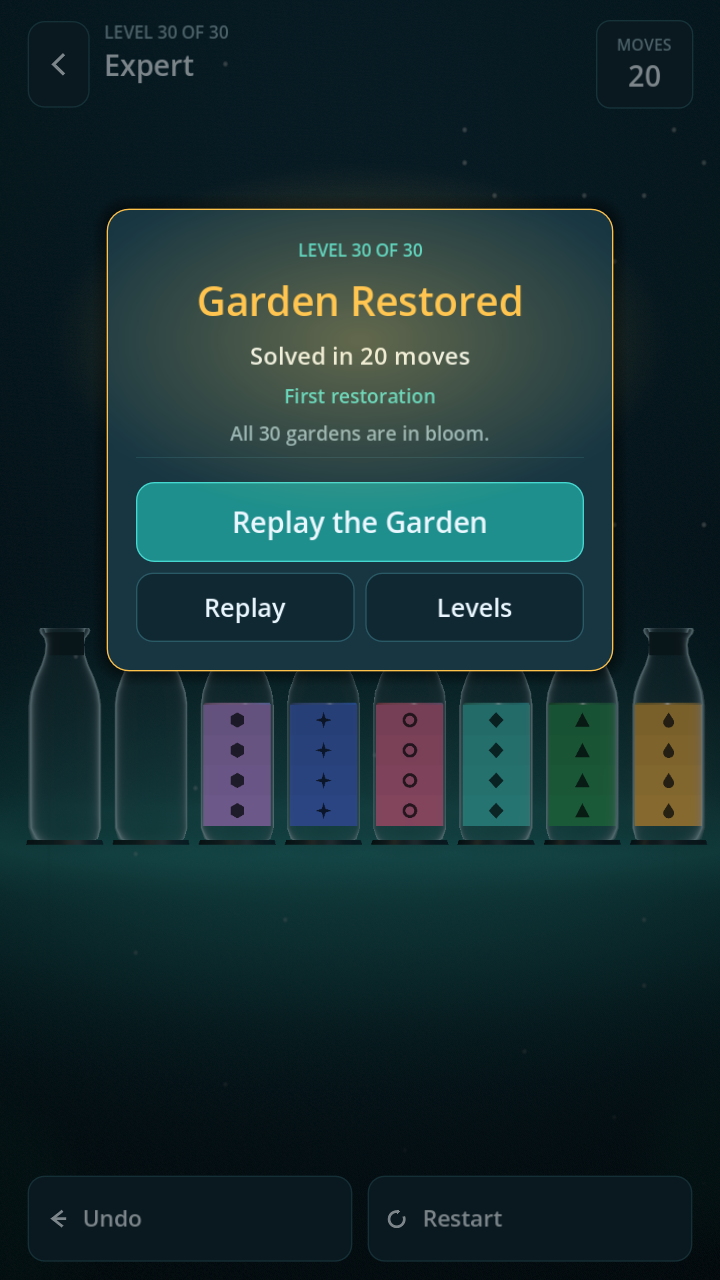 LEVEL 30 OF 30
Expert
MOVES
20
LEVEL 30 OF 30
Garden Restored
Solved in 20 moves
First restoration
All 30 gardens are in bloom.
Replay the Garden
Replay
Levels
Undo
Restart